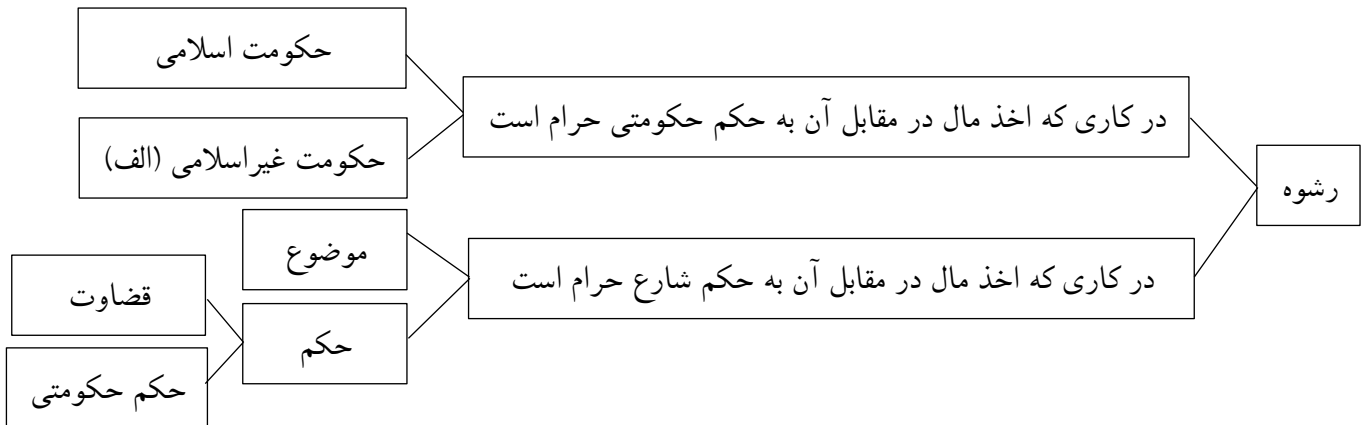 رشوه
در کاری که اخذ مال در مقابل آن به حکم حکومتی حرام است
حکومت اسلامی
حکومت غیراسلامی (الف)
در کاری که اخذ مال در مقابل آن به حکم شارع حرام است
موضوع
حکم
قضاوت
حکم حکومتی